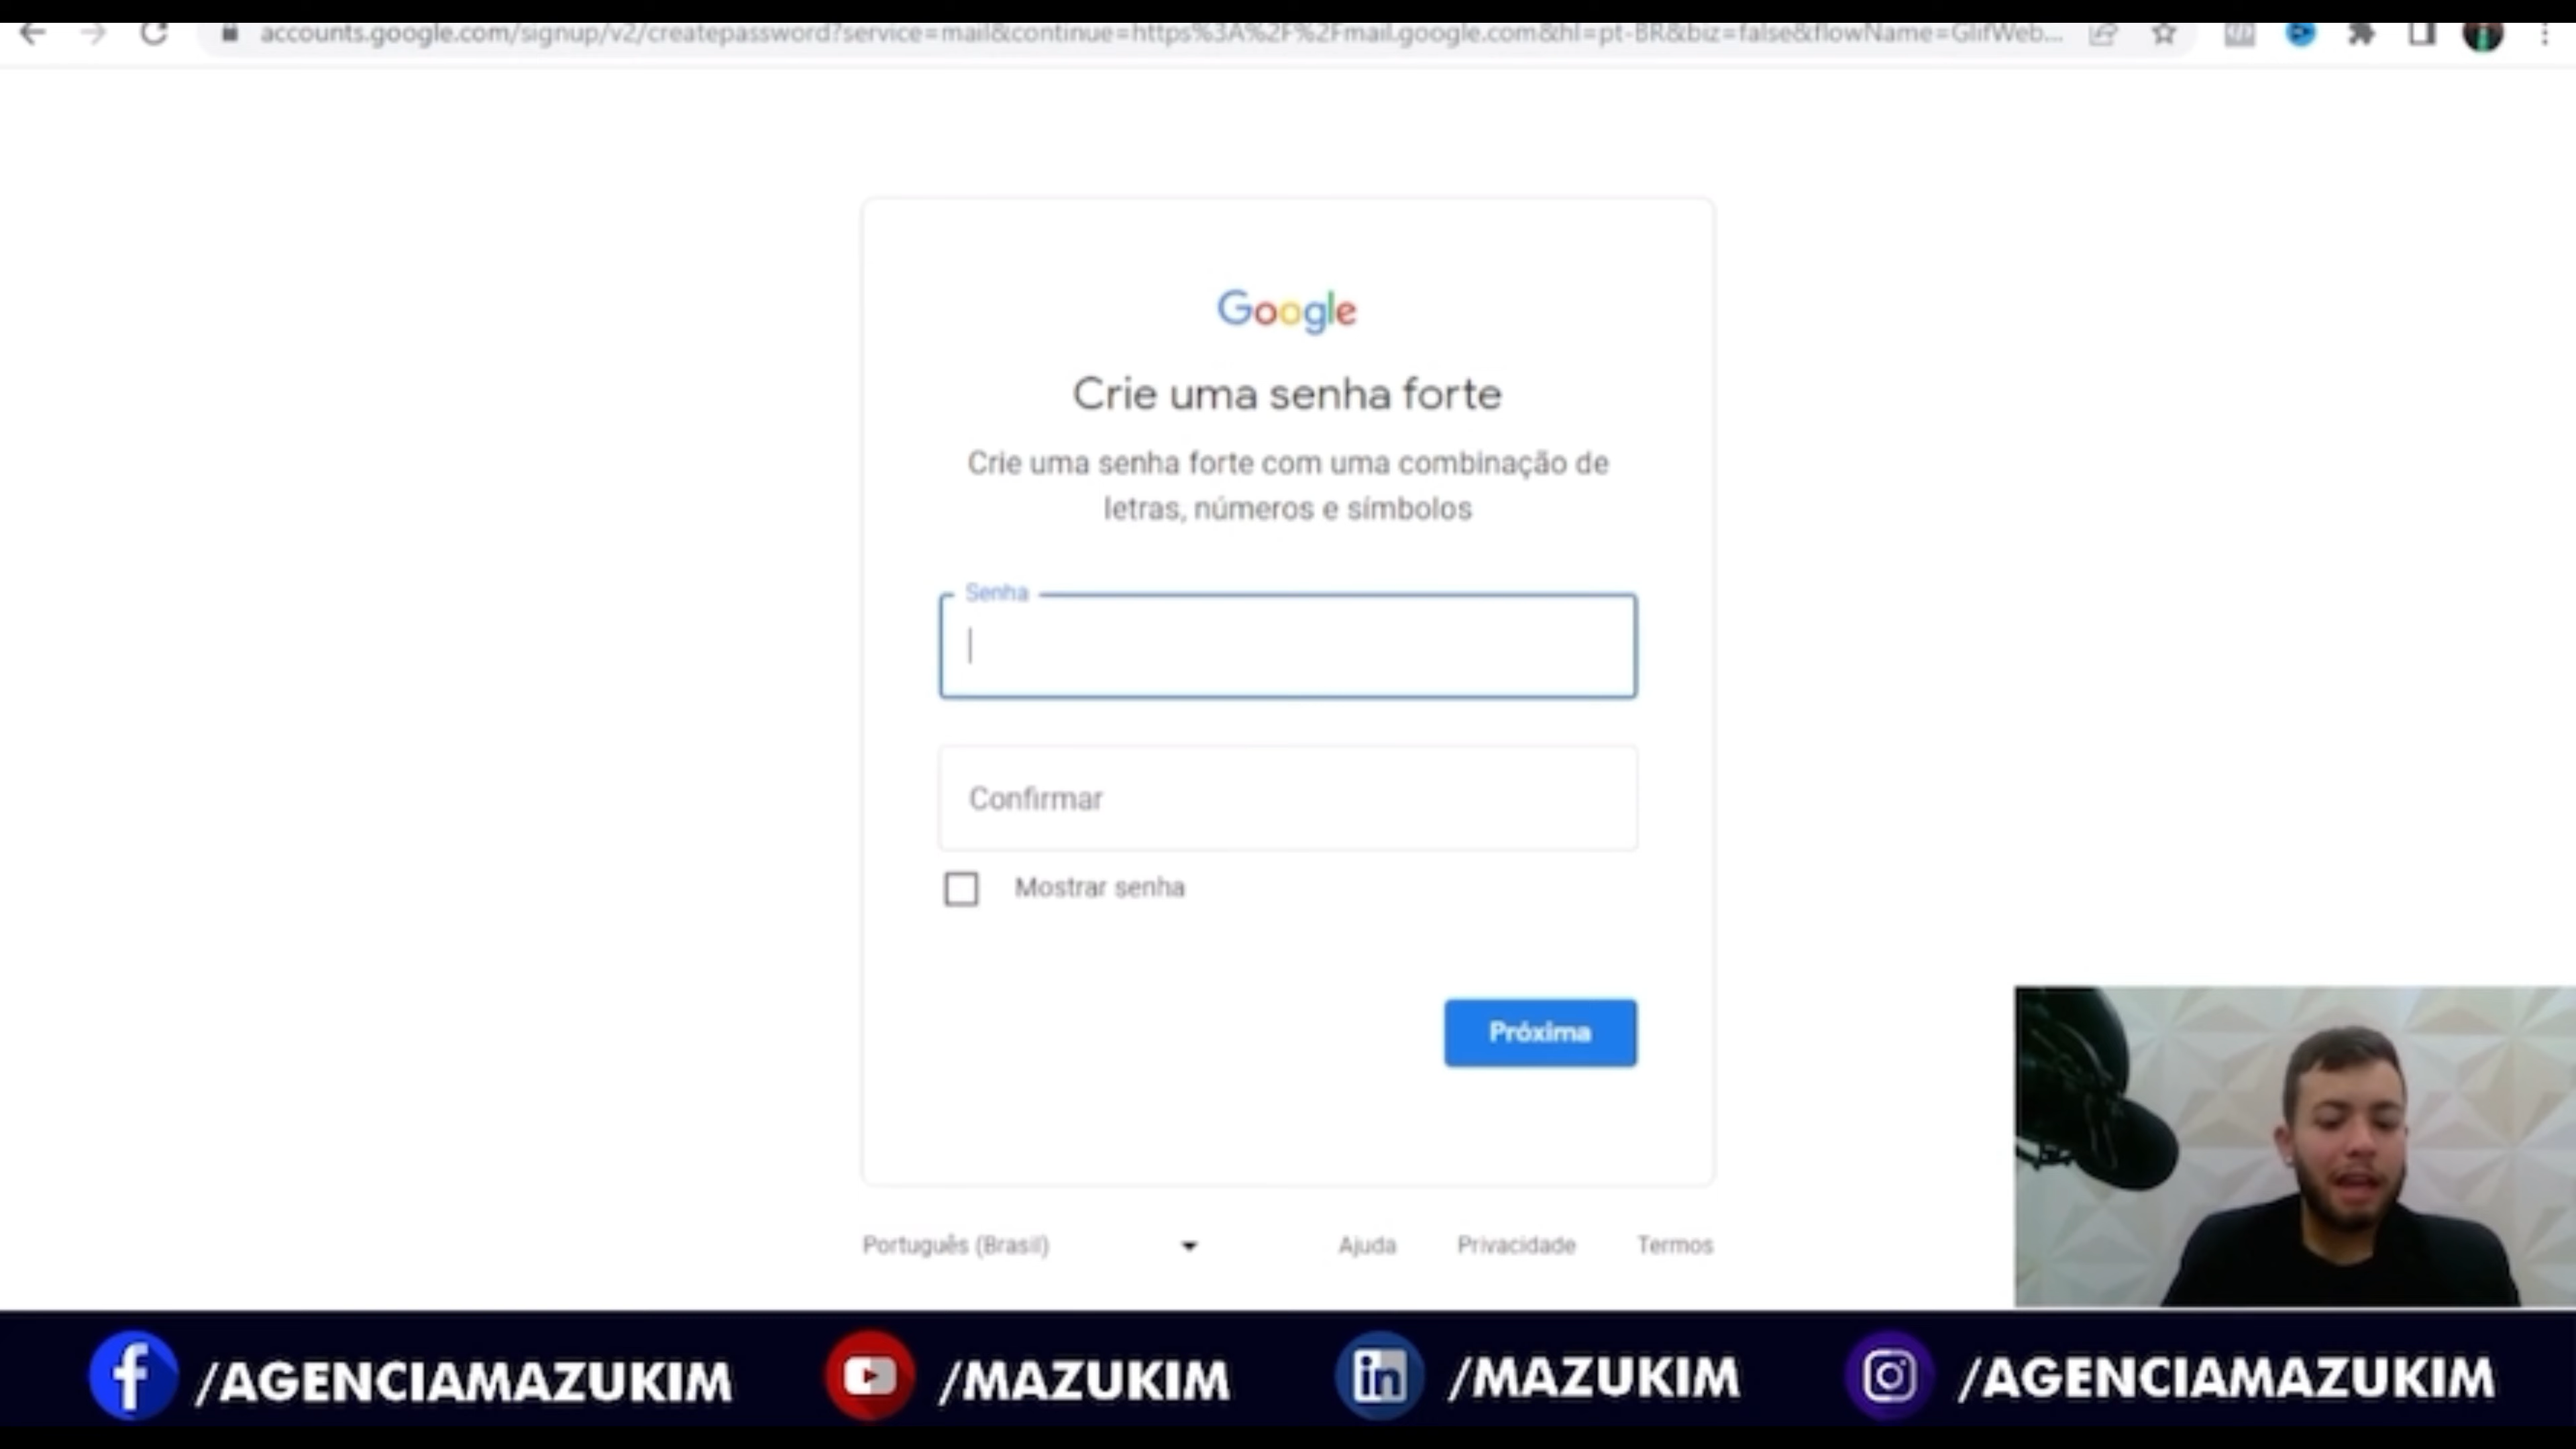 accounts.google.com/signup/v2/createpassword?service=mail&continue=https%3A%2F%2Fmail.google.com&hl=pt-BR&biz=false&flowName=GlifWeb...
Google
Crie uma senha forte
Crie uma senha forte com uma combinação de
letras, números e símbolos
Senha
Confirmar
Mostrar senha
Próxima
Português (Brasil)
Ajuda
Privacidade
Termos
/AGENCIAMAZUKIM
/MAZUKIM
in /MAZUKIM
/AGENCIAMAZUKIM